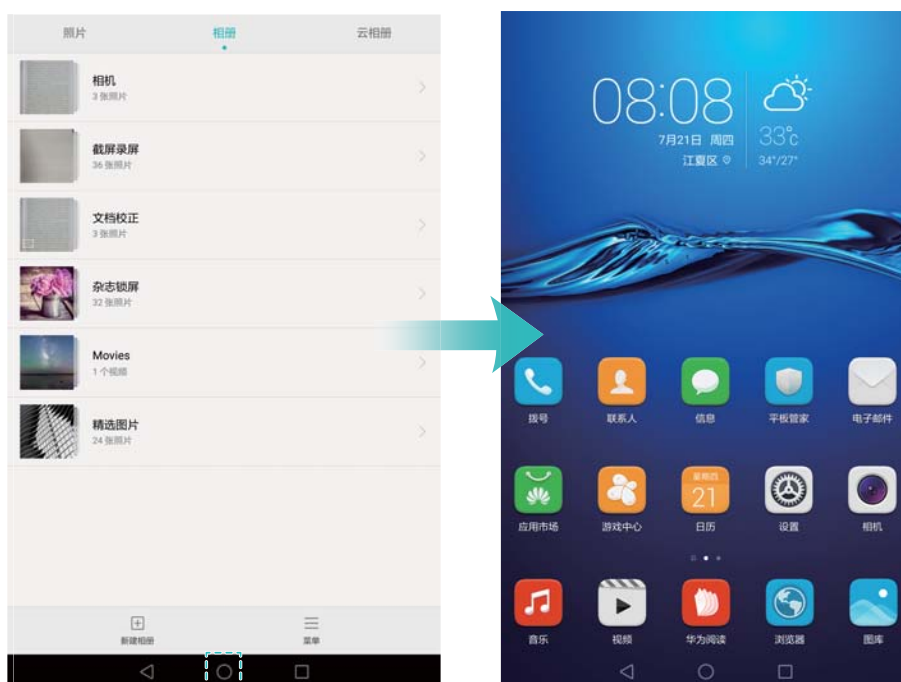 照片 相册 云相册
相机
3 张照片
截屏录屏
36 张照片
文档校正
3 张照片
杂志锁屏
32 张照片
Movies
1 个视频
精选图片
24 张照片
新建相册 菜单
08:08
7月21日 周四
江夏区
33°c
34°/27°
拨号 联系人 信息 平板管家 电子邮件
星期四
21
应用市场 游戏中心 日历 设置 相机
音乐 视频 华为阅读 浏览器 图库